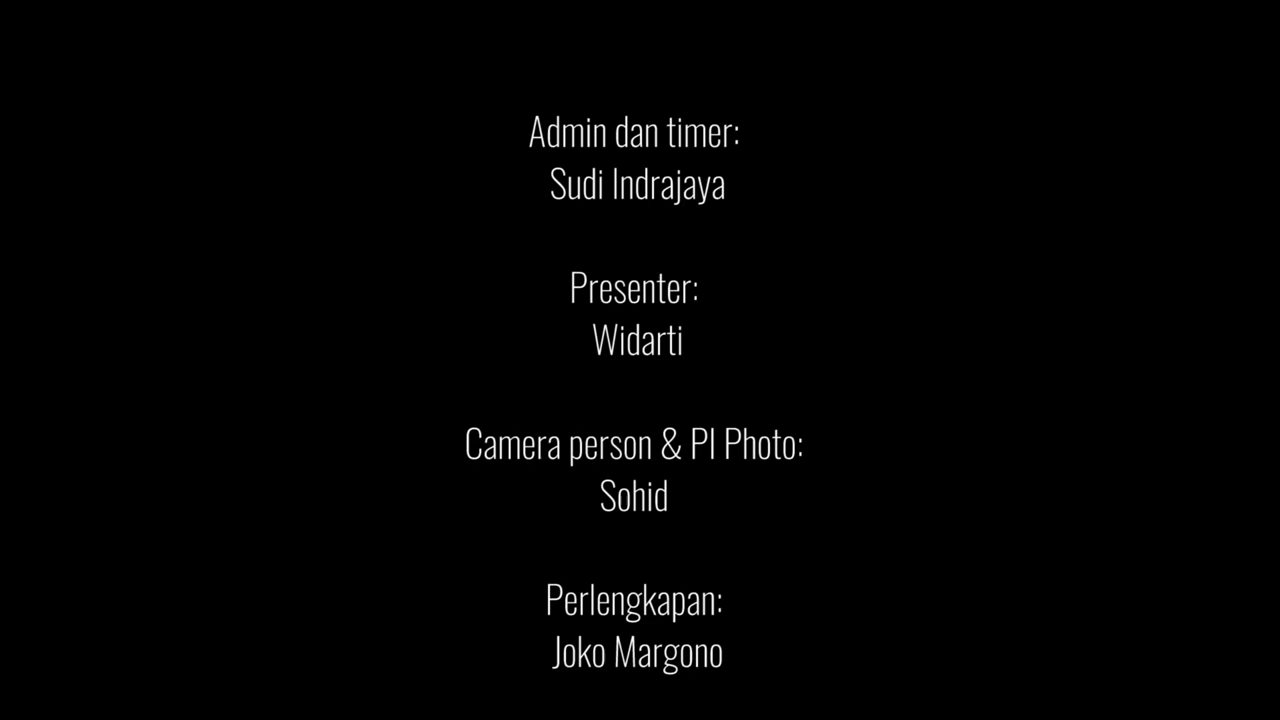 Admin dan timer:
Sudi Indrajaya
Presenter:
Widarti
Camera person & PI Photo:
Sohid
Perlengkapan:
Joko Margono